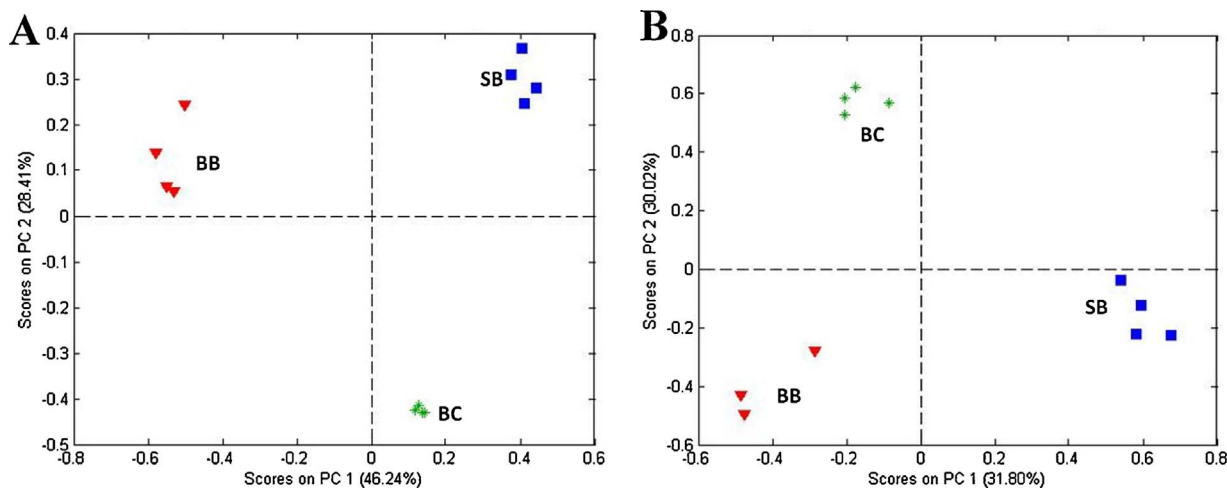 A
Scores on PC 2 (28.41%)
0.4
0.3
0.2
0.1
0
-0.1
-0.2
-0.3
-0.4
-0.5
SB
BB
BC
-0.8
-0.6
-0.4
-0.2
0
0.2
0.4
0.6
Scores on PC 1 (46.24%)
B
Scores on PC 2 (30.02%)
0.8
0.6
0.4
0.2
0
-0.2
-0.4
-0.6
BC
SB
BB
-0.6
-0.4
-0.2
0
0.2
0.4
0.6
0.8
Scores on PC 1 (31.80%)